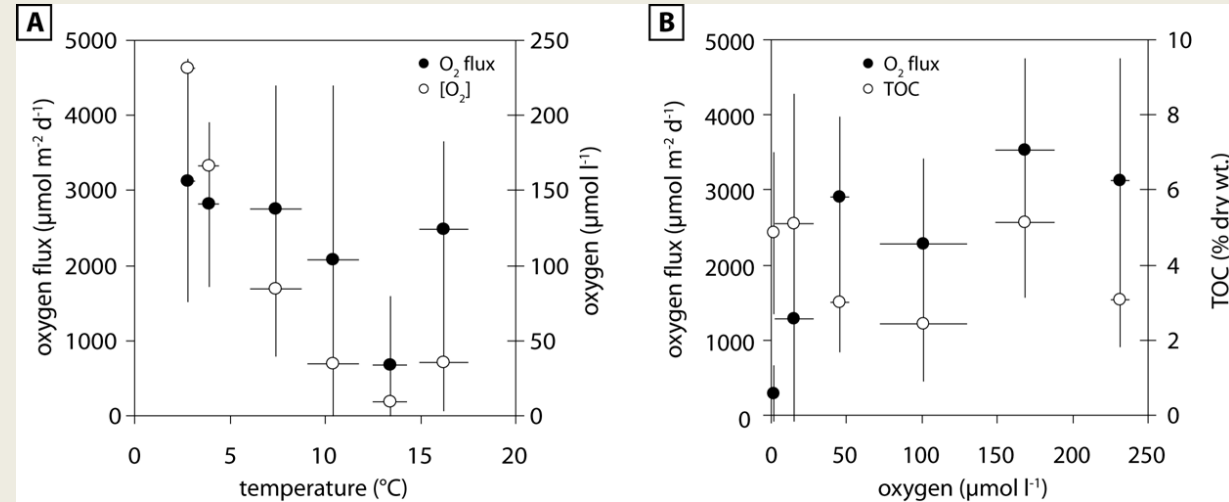 A
5000
4000
3000
2000
1000
0
oxygen flux (µmol m⁻² d⁻¹)
250
200
150
100
50
0
oxygen (µmol l⁻¹)
O₂ flux
[O₂]
0 5 10 15 20
temperature (°C)
B
5000
4000
3000
2000
1000
0
oxygen flux (µmol m⁻² d⁻¹)
10
8
6
4
2
0
TOC (% dry wt.)
O₂ flux
TOC
0 50 100 150 200 250
oxygen (µmol l⁻¹)